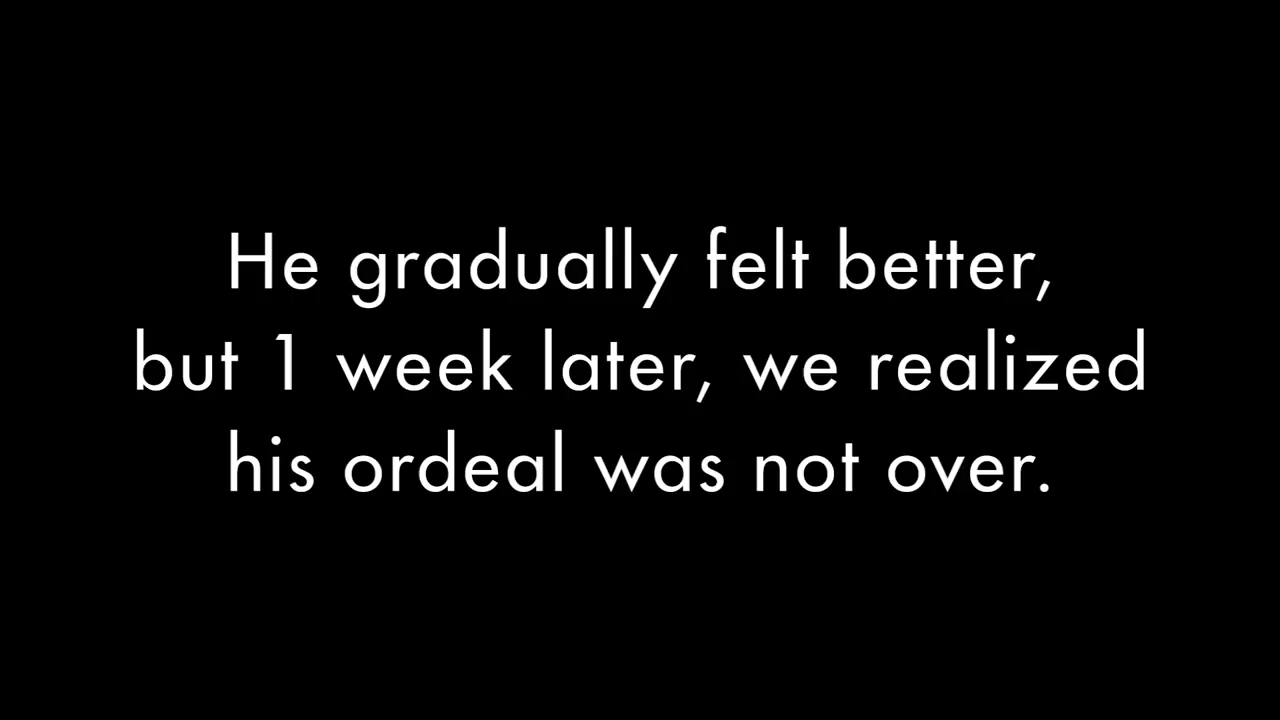 He gradually felt better,
but 1 week later, we realized
his ordeal was not over.